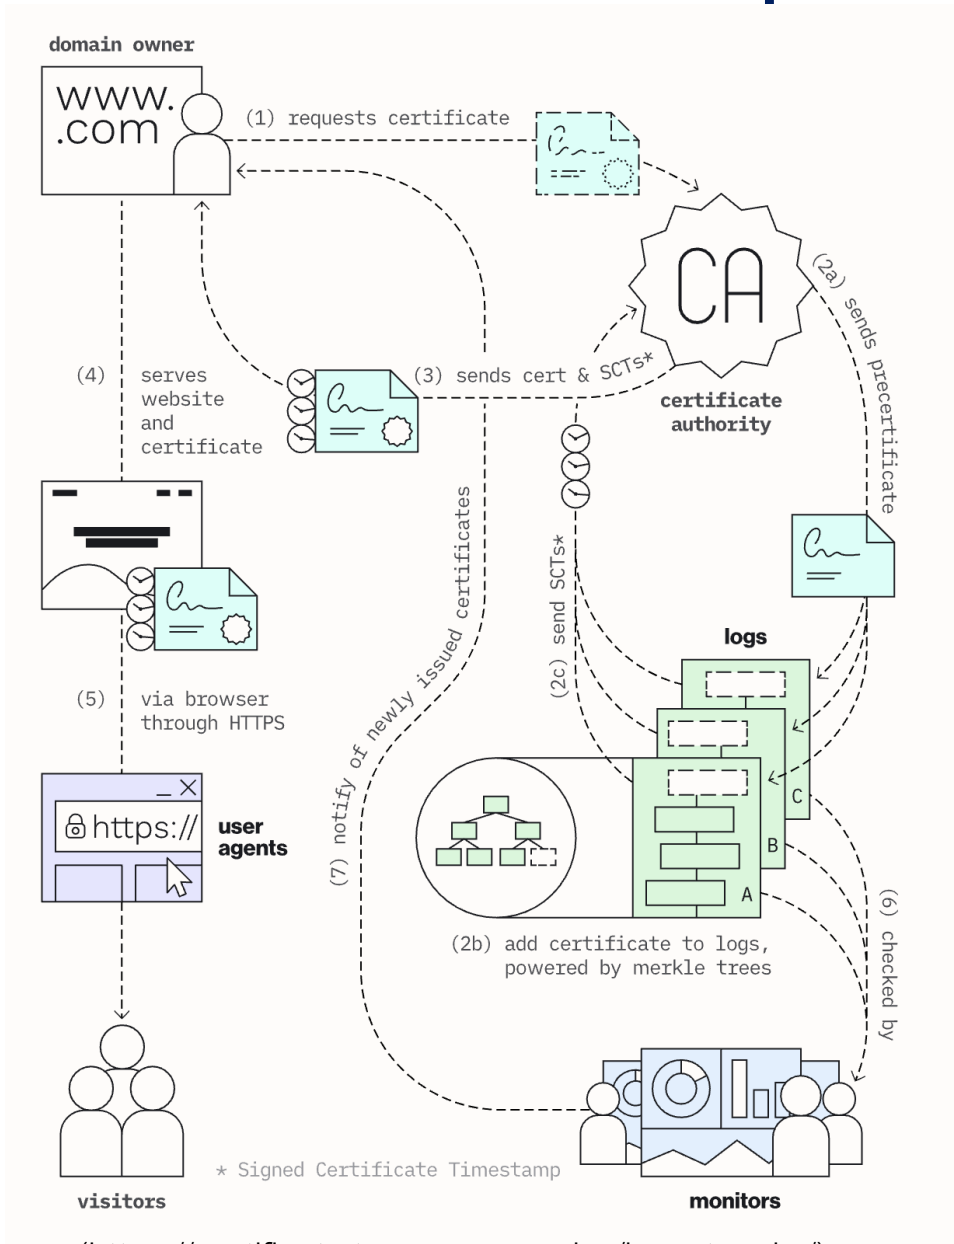 domain owner
www.
.com
(1) requests certificate
CA
certificate
authority
(2a) sends precertificate
(3) sends cert & SCTs*
(4) serves
website
and
certificate
(2c) send SCTs*
logs
C
B
A
(2b) add certificate to logs,
powered by merkle trees
(5) via browser
through HTTPS
https://
user
agents
(6) checked by
(7) notify of newly issued certificates
visitors
* Signed Certificate Timestamp
monitors